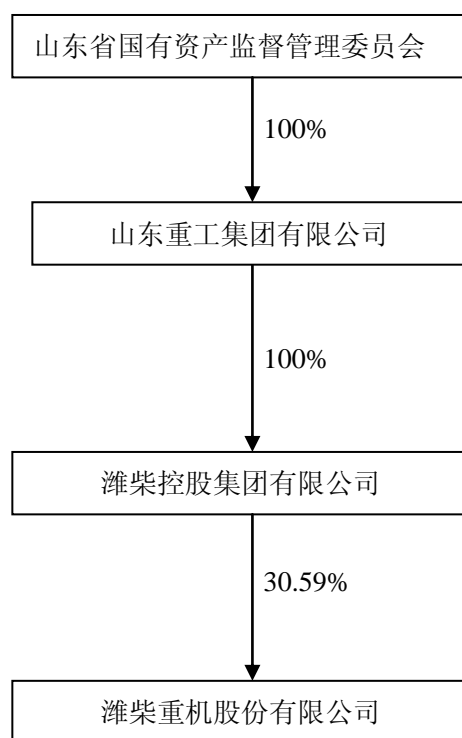 山东省国有资产监督管理委员会
100%
山东重工集团有限公司
100%
潍柴控股集团有限公司
30.59%
潍柴重机股份有限公司